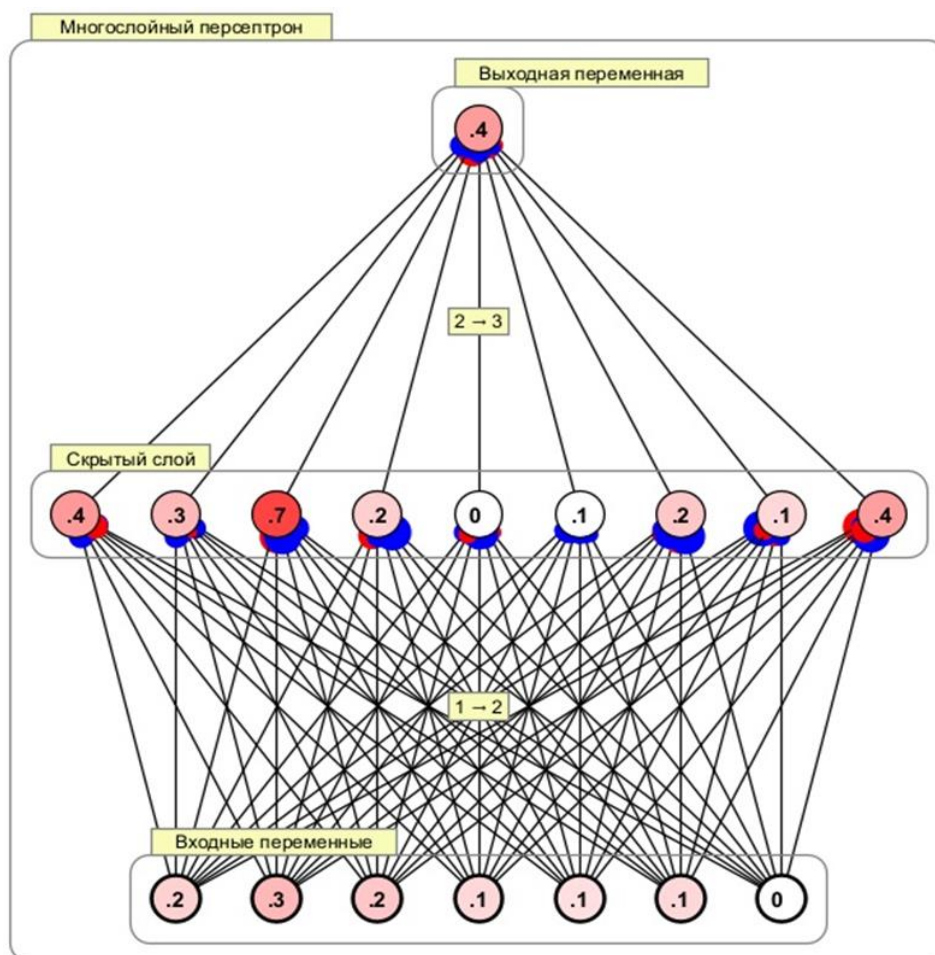 Многослойный персептрон
Выходная переменная
.4
2 → 3
Скрытый слой
.4 .3 .7 .2 0 .1 .2 .1 .4
1 → 2
Входные переменные
.2 .3 .2 .1 .1 .1 0